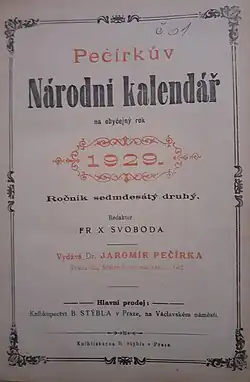 Pečírkův
Národní kalendář
na obyčejný rok
1929.
Ročník sedmdesátý druhý.
Redaktor
FR X SVOBODA
Vydává Dr. JAROMÍR PEČÍRKA
Hlavní prodej:
Knihkupectví B. STÝBLA v Praze, na Václavském náměstí.
Knihtiskárna B. Stýbla v Praze